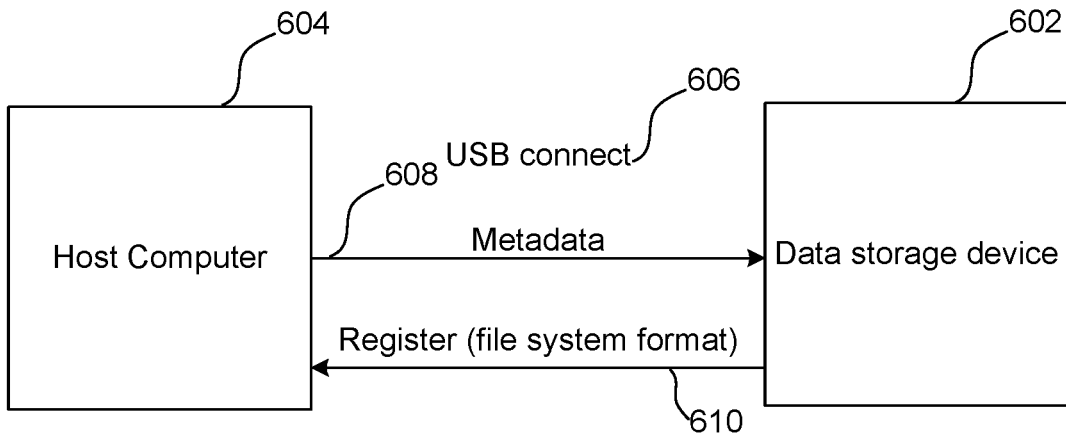 604
602
606
USB connect
608
Metadata
Host Computer
Data storage device
Register (file system format)
610